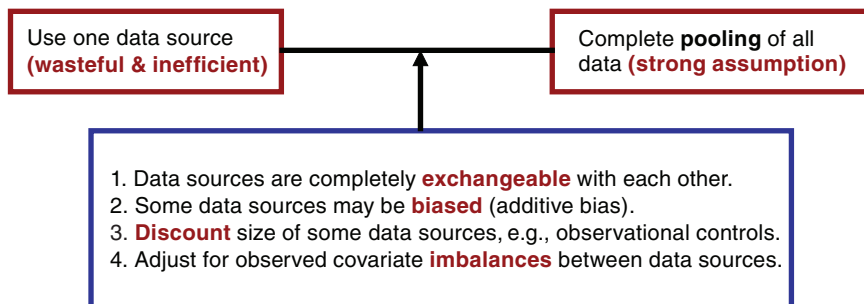 Use one data source
(wasteful & inefficient)
Complete pooling of all
data (strong assumption)
1. Data sources are completely exchangeable with each other.
2. Some data sources may be biased (additive bias).
3. Discount size of some data sources, e.g., observational controls.
4. Adjust for observed covariate imbalances between data sources.